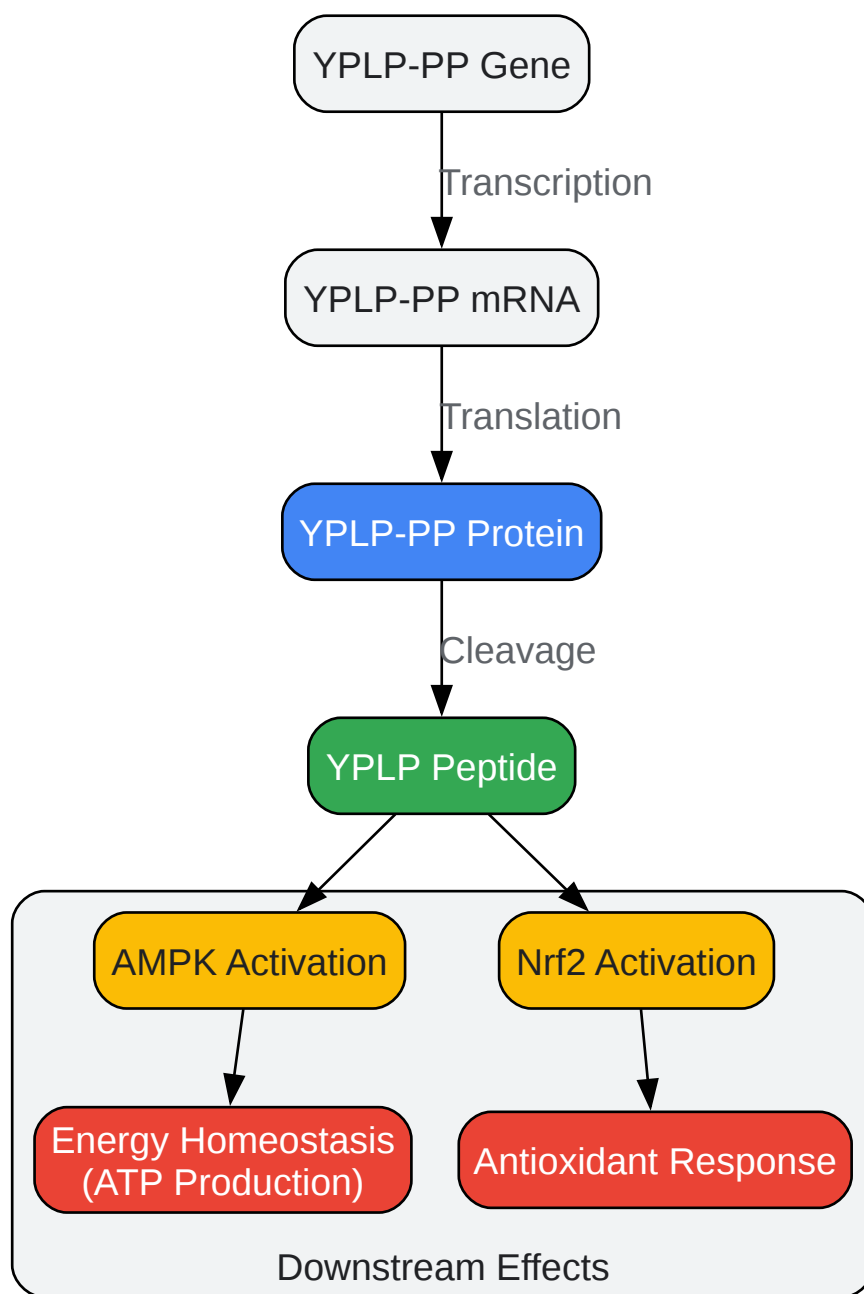 YPLP-PP Gene
Transcription
YPLP-PP mRNA
Translation
YPLP-PP Protein
Cleavage
YPLP Peptide
AMPK Activation
Nrf2 Activation
Energy Homeostasis
(ATP Production)
Antioxidant Response
Downstream Effects